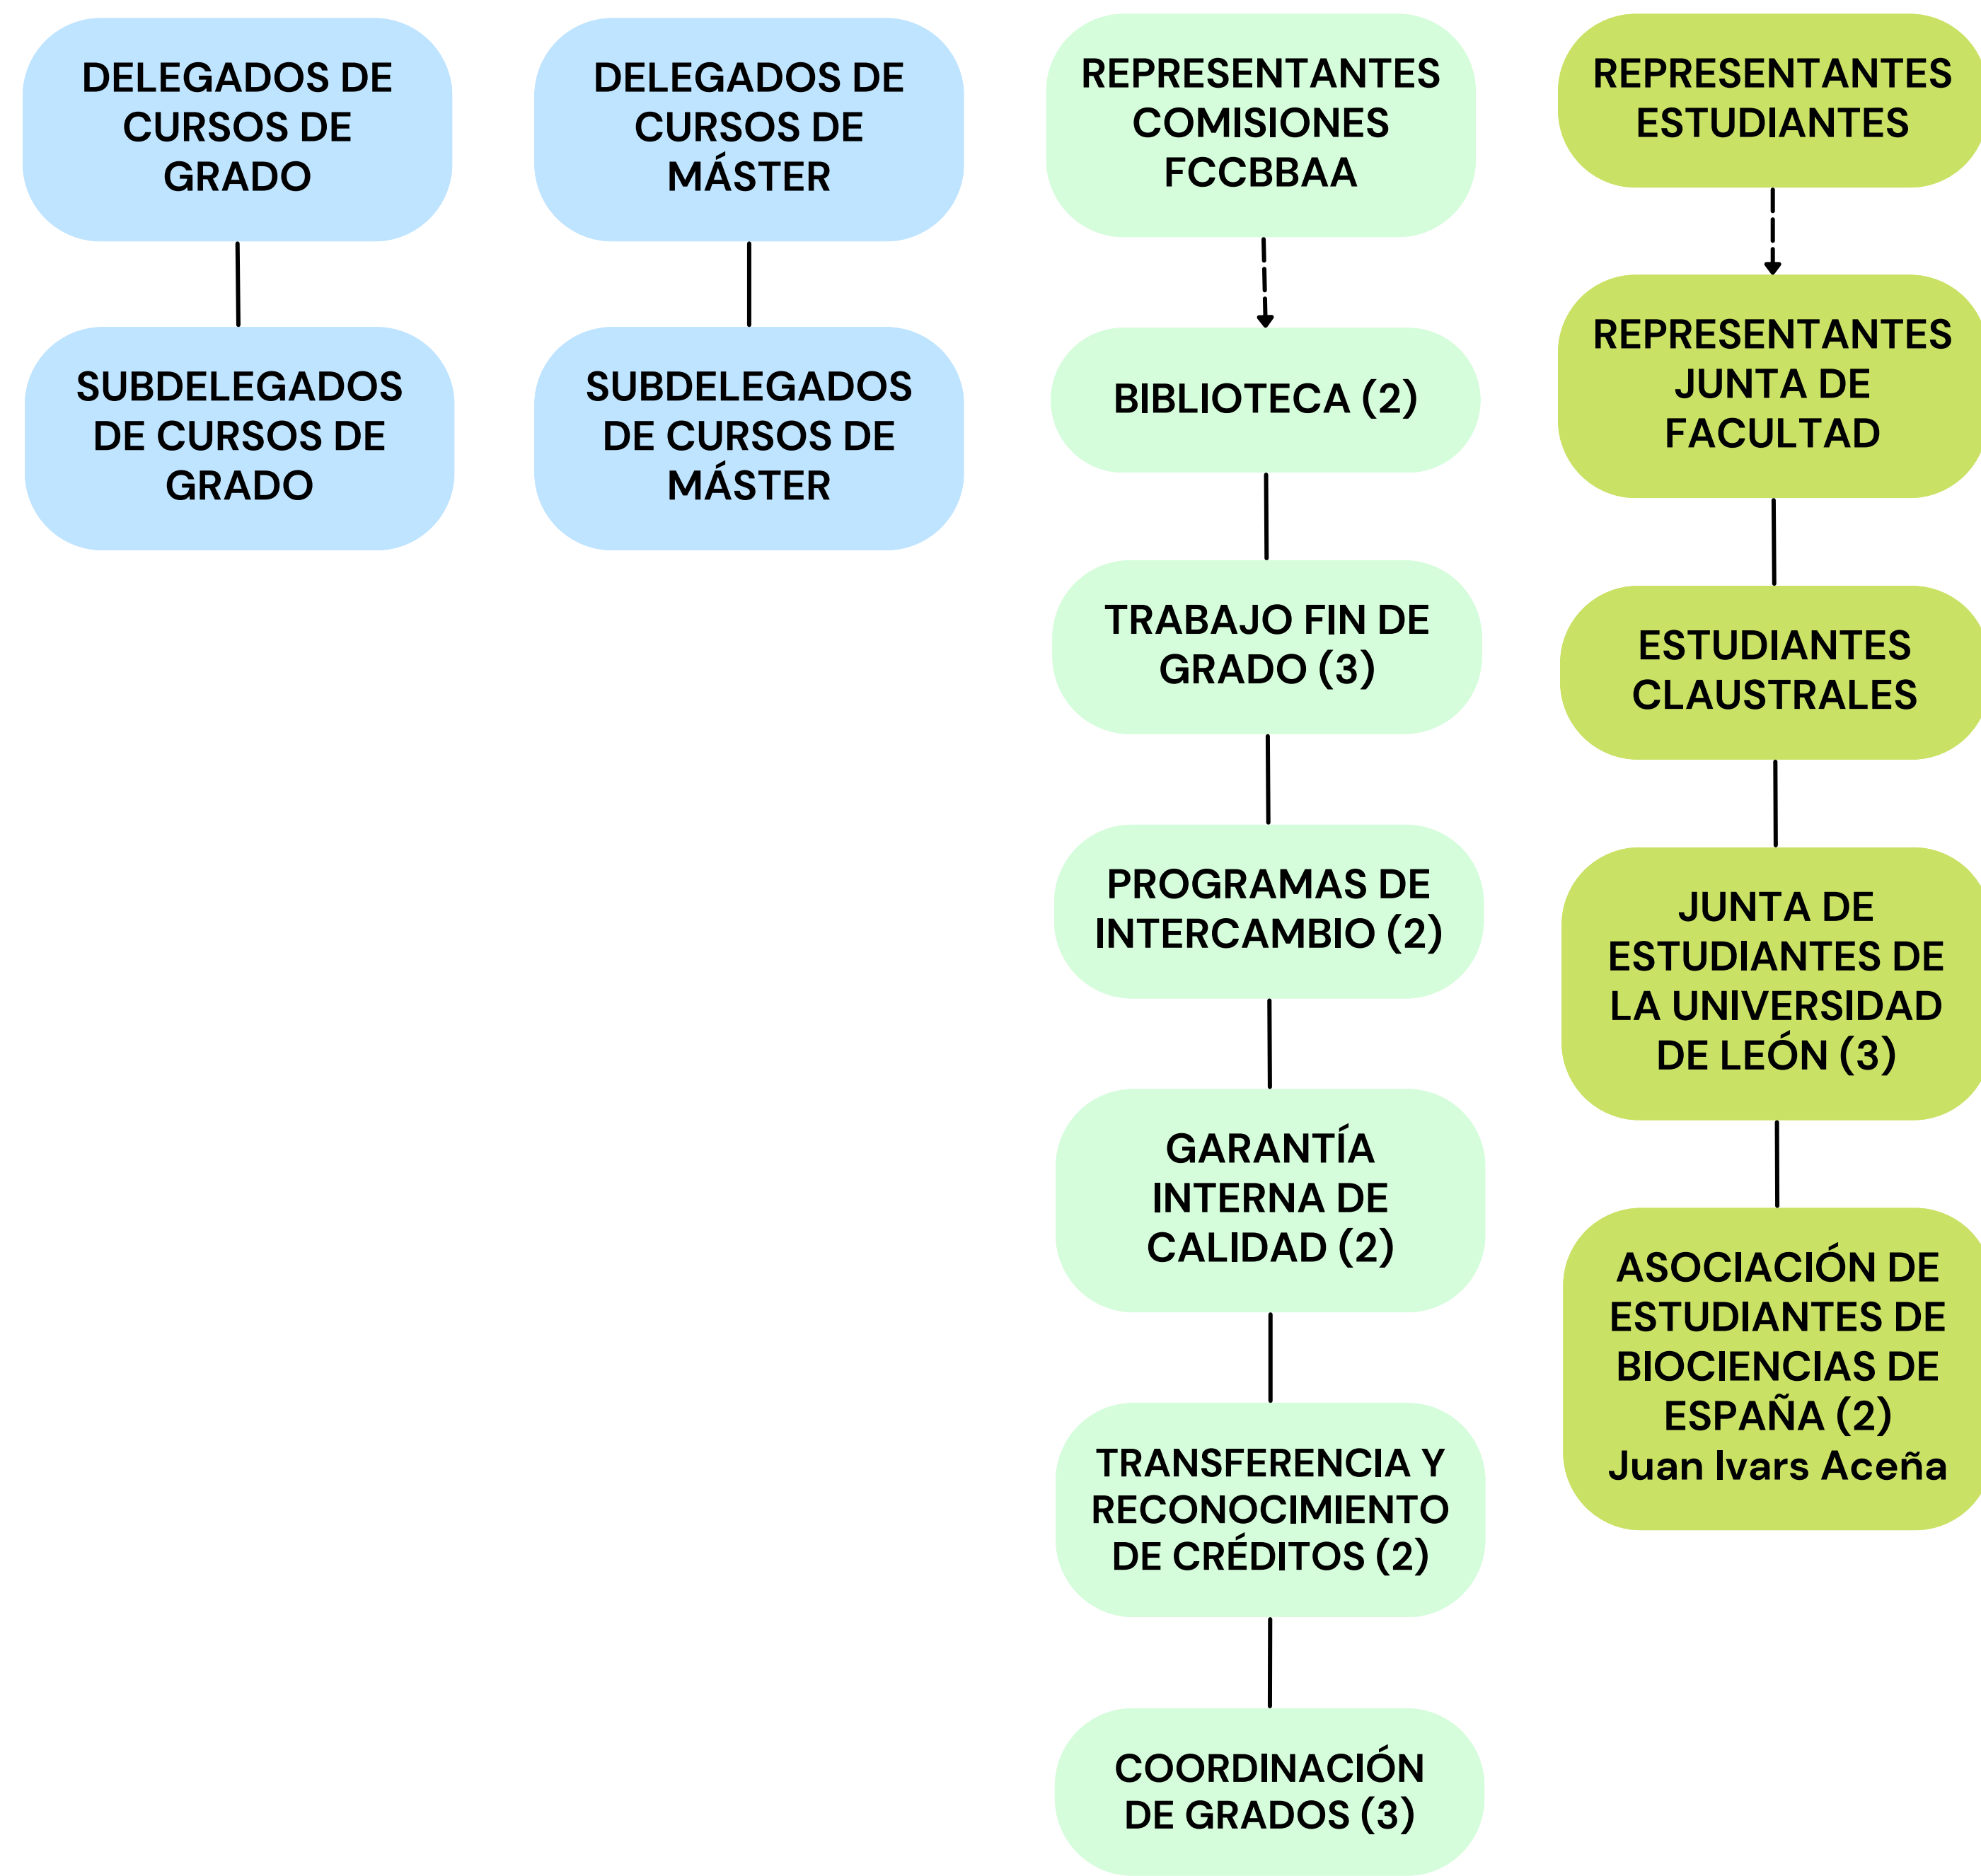 DELEGADOS DE
CURSOS DE
GRADO
SUBDELEGADOS
DE CURSOS DE
GRADO
DELEGADOS DE
CURSOS DE
MÁSTER
SUBDELEGADOS
DE CURSOS DE
MÁSTER
REPRESENTANTES
COMISIONES
FCCBBAA
BIBLIOTECA (2)
TRABAJO FIN DE
GRADO (3)
PROGRAMAS DE
INTERCAMBIO (2)
GARANTÍA
INTERNA DE
CALIDAD (2)
TRANSFERENCIA Y
RECONOCIMIENTO
DE CRÉDITOS (2)
COORDINACIÓN
DE GRADOS (3)
REPRESENTANTES
ESTUDIANTES
REPRESENTANTES
JUNTA DE
FACULTAD
ESTUDIANTES
CLAUSTRALES
JUNTA DE
ESTUDIANTES DE
LA UNIVERSIDAD
DE LEÓN (3)
ASOCIACIÓN DE
ESTUDIANTES DE
BIOCIENCIAS DE
ESPAÑA (2)
Juan Ivars Aceña